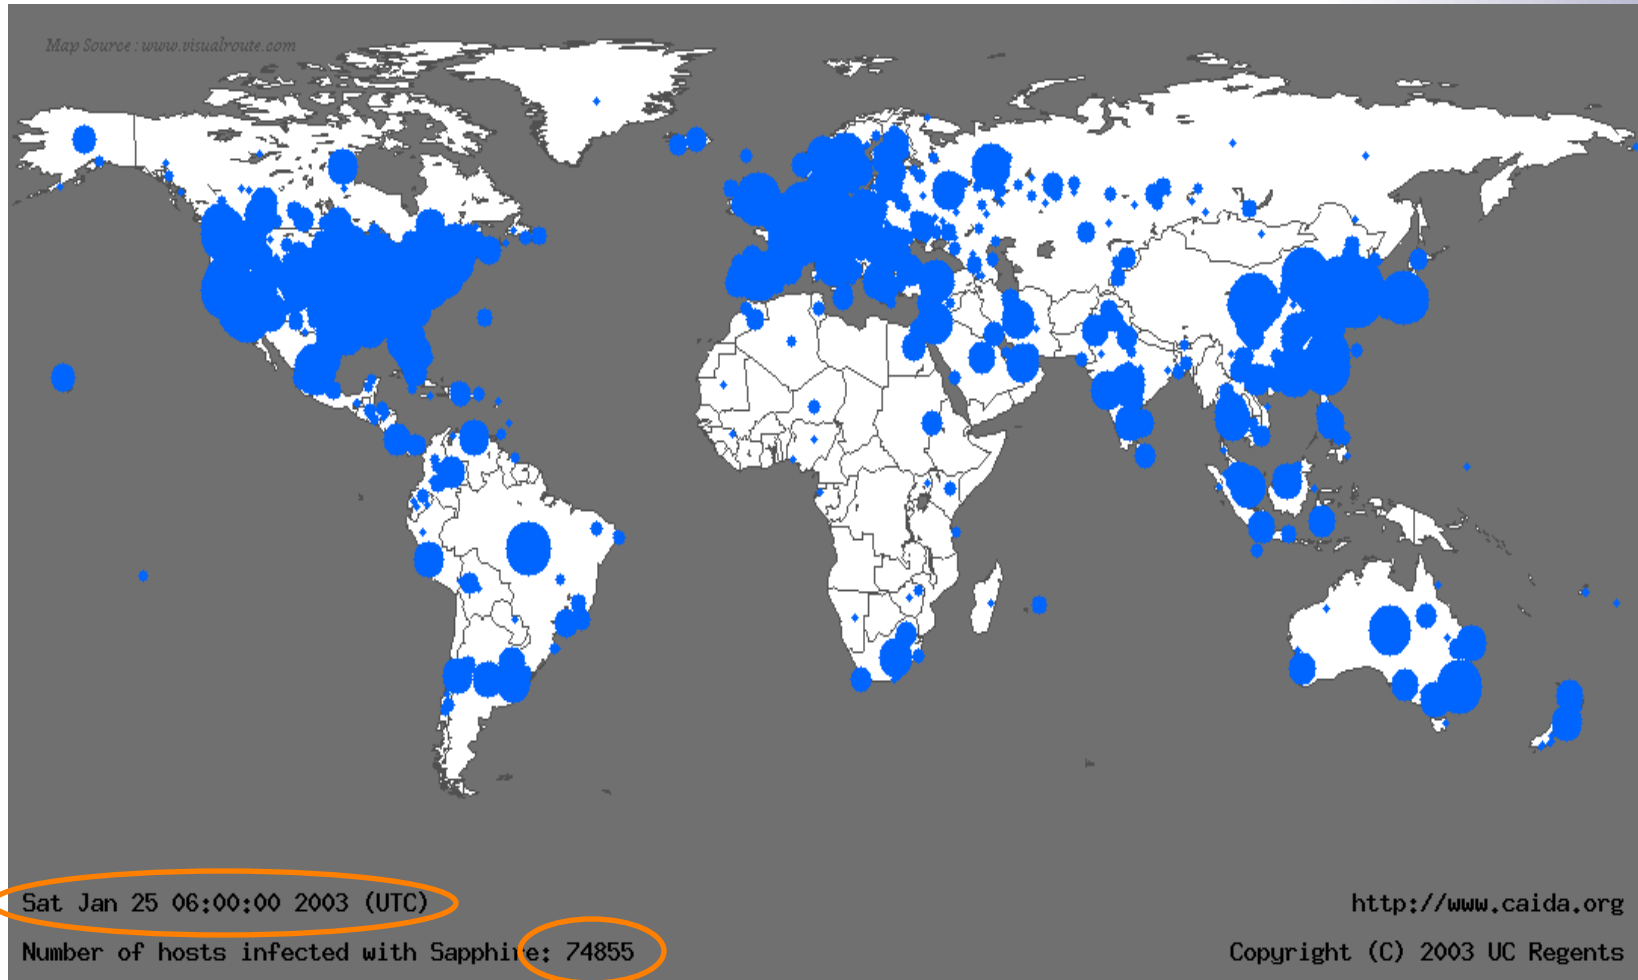 Map Source : www.visualroute.com
Sat Jan 25 06:00:00 2003 (UTC)
http://www.caida.org
Number of hosts infected with Sapphire: 74855
Copyright (C) 2003 UC Regents